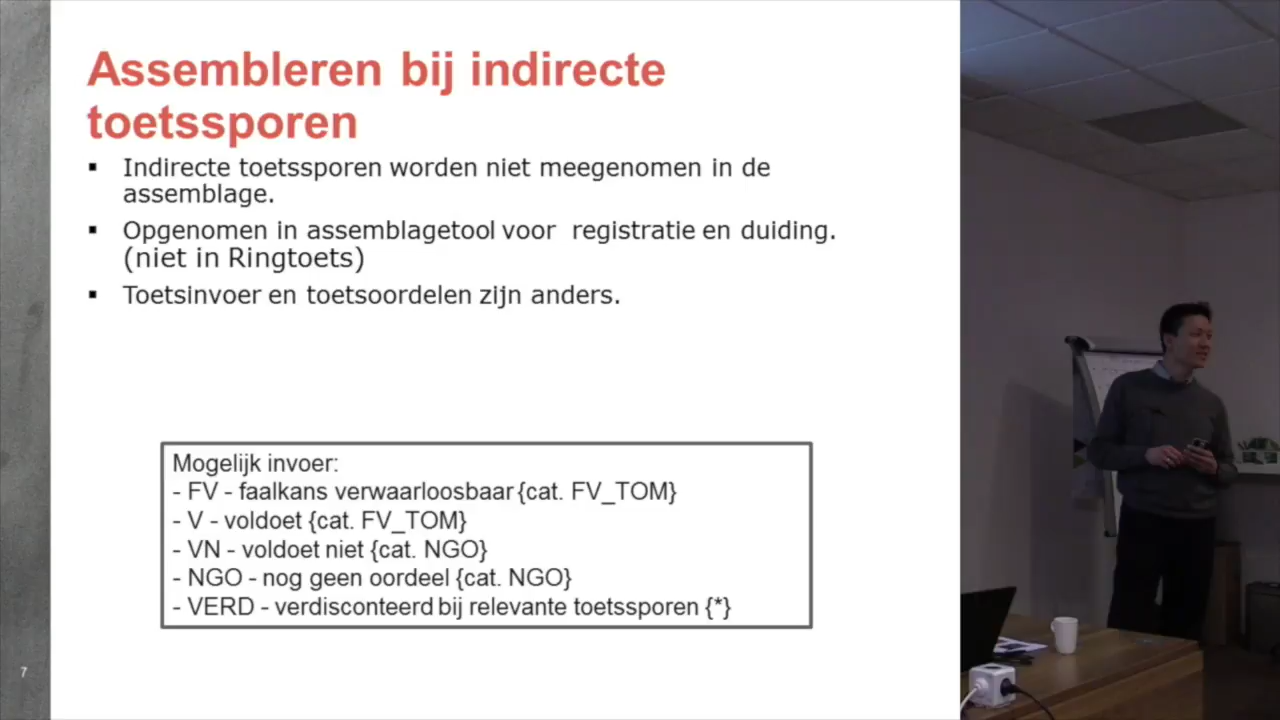 Assembleren bij indirecte
toetssporen
▪ Indirecte toetssporen worden niet meegenomen in de
assemblage.
▪ Opgenomen in assemblagetool voor registratie en duiding.
(niet in Ringtoets)
▪ Toetsinvoer en toetsoordelen zijn anders.
Mogelijk invoer:
- FV - faalkans verwaarloosbaar {cat. FV_TOM}
- V - voldoet {cat. FV_TOM}
- VN - voldoet niet {cat. NGO}
- NGO - nog geen oordeel {cat. NGO}
- VERD - verdisconteerd bij relevante toetssporen {*}
7